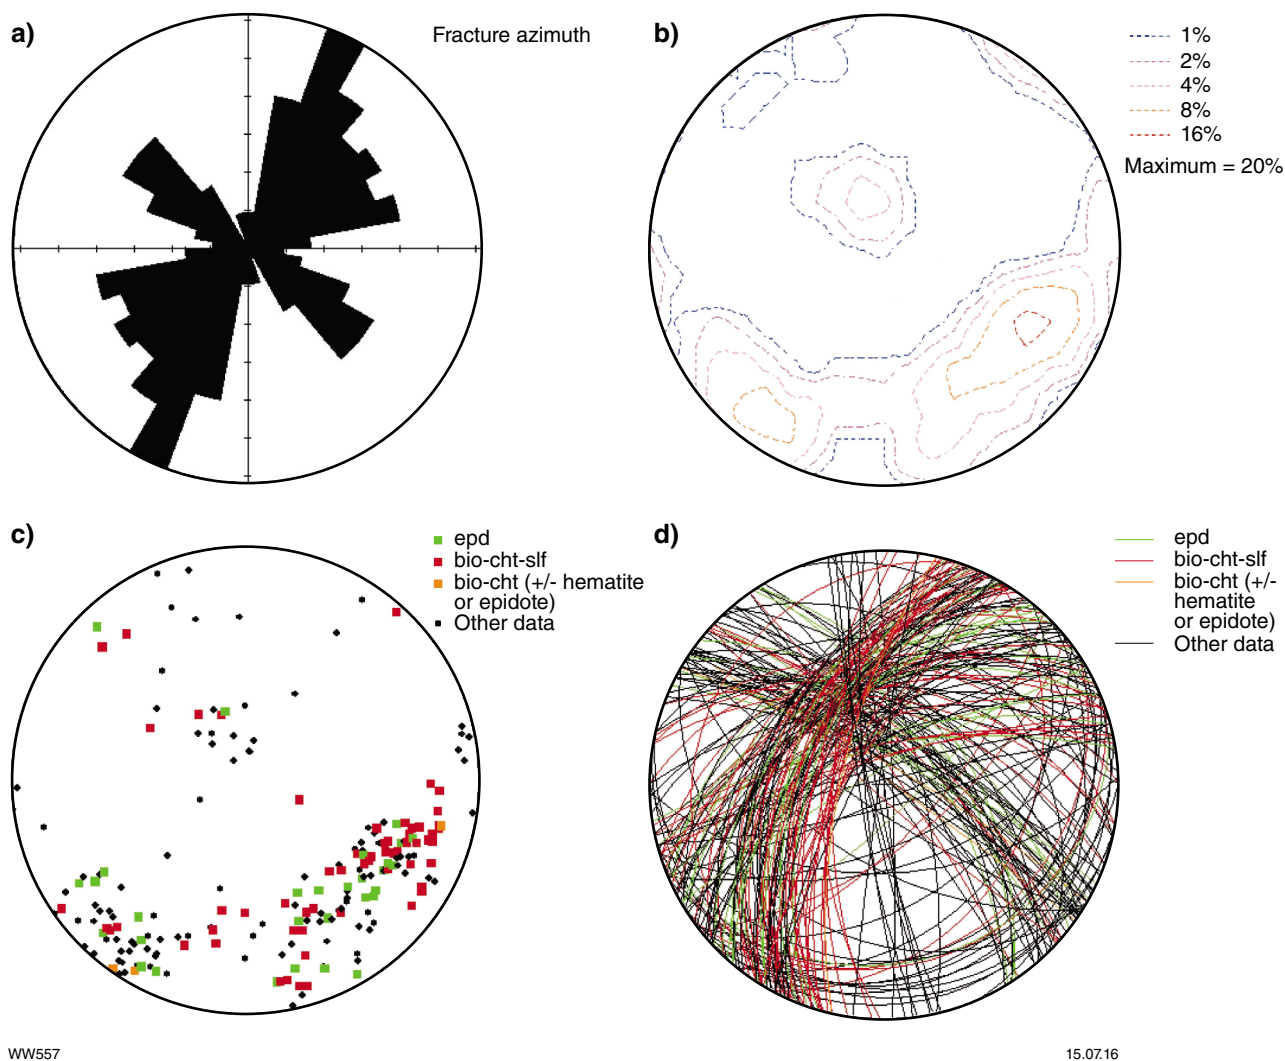 a)
Fracture azimuth
b)
1%
2%
4%
8%
16%
Maximum = 20%
c)
epd
bio-cht-slf
bio-cht (+/- hematite
or epidote)
Other data
d)
epd
bio-cht-slf
bio-cht (+/-
hematite
or epidote)
Other data
WW557
15.07.16